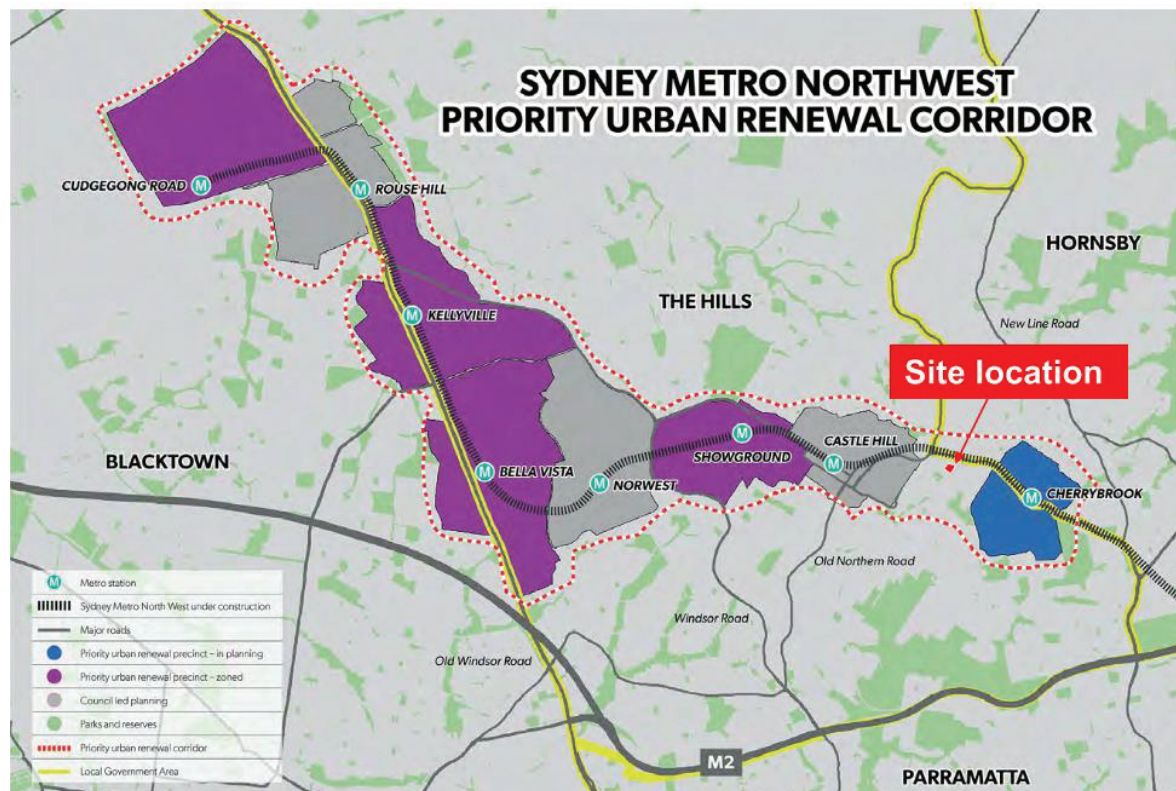 SYDNEY METRO NORTHWEST
PRIORITY URBAN RENEWAL CORRIDOR
CUDGEGONG ROAD
M
M
ROUSE HILL
HORNSBY
THE HILLS
M
KELLYVILLE
New Line Road
Site location
BLACKTOWN
M
SHOWGROUND
CASTLE HILL
M
M
BELLA VISTA
M
NORWEST
M
CHERRYBROOK
Old Northern Road
Windsor Road
Old Windsor Road
M2
PARRAMATTA
M
Metro station
Sydney Metro North West under construction
Major roads
Priority urban renewal precinct – in planning
Priority urban renewal precinct – zoned
Council led planning
Parks and reserves
Priority urban renewal corridor
Local Government Area